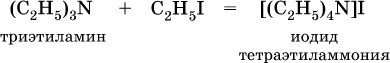 (C₂H₅)₃N + C₂H₅I = [(C₂H₅)₄N]I
триэтиламин иодид
тетраэтиламмония